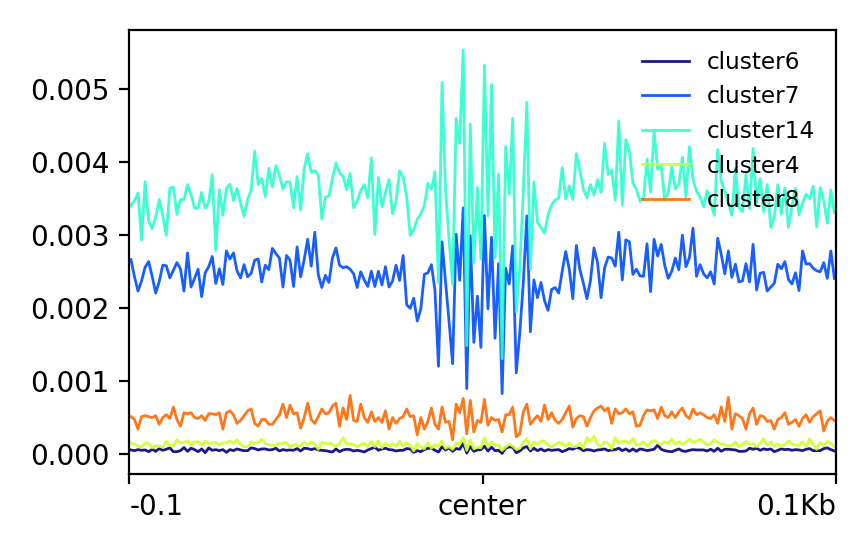 0.005
0.004
0.003
0.002
0.001
0.000
cluster6
cluster7
cluster14
cluster4
cluster8
-0.1
center
0.1Kb